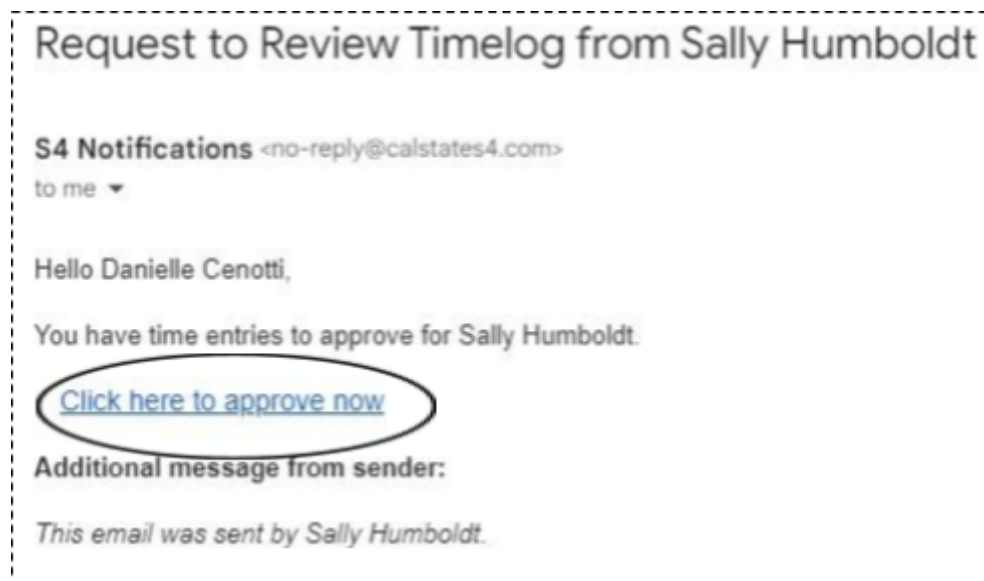 Request to Review Timelog from Sally Humboldt
S4 Notifications <no-reply@calstates4.com>
to me
Hello Danielle Cenotti,
You have time entries to approve for Sally Humboldt.
Click here to approve now
Additional message from sender:
This email was sent by Sally Humboldt.